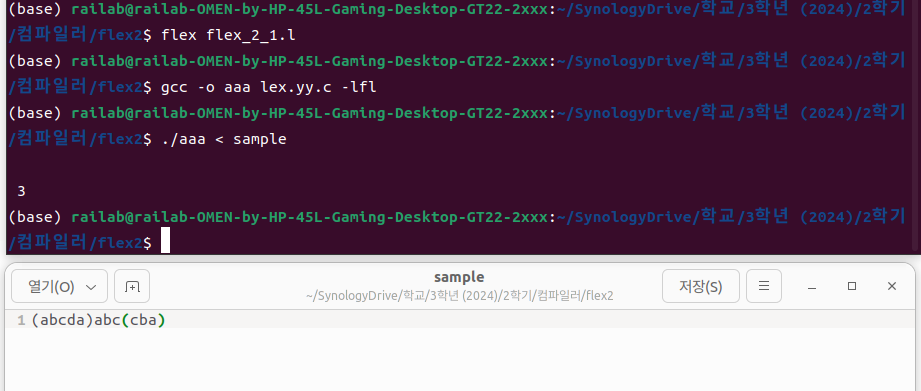 (base) railab@railab-OMEN-by-HP-45L-Gaming-Desktop-GT22-2xxx:~/SynologyDrive/학교/3학년 (2024)/2학기
/컴파일러/flex2$ flex flex_2_1.l
(base) railab@railab-OMEN-by-HP-45L-Gaming-Desktop-GT22-2xxx:~/SynologyDrive/학교/3학년 (2024)/2학기
/컴파일러/flex2$ gcc -o aaa lex.yy.c -lfl
(base) railab@railab-OMEN-by-HP-45L-Gaming-Desktop-GT22-2xxx:~/SynologyDrive/학교/3학년 (2024)/2학기
/컴파일러/flex2$ ./aaa < sample
3
(base) railab@railab-OMEN-by-HP-45L-Gaming-Desktop-GT22-2xxx:~/SynologyDrive/학교/3학년 (2024)/2학기
/컴파일러/flex2$
열기(O) sample 저장(S)
~/SynologyDrive/학교/3학년 (2024)/2학기/컴파일러/flex2
1 (abcda)abc(cba)